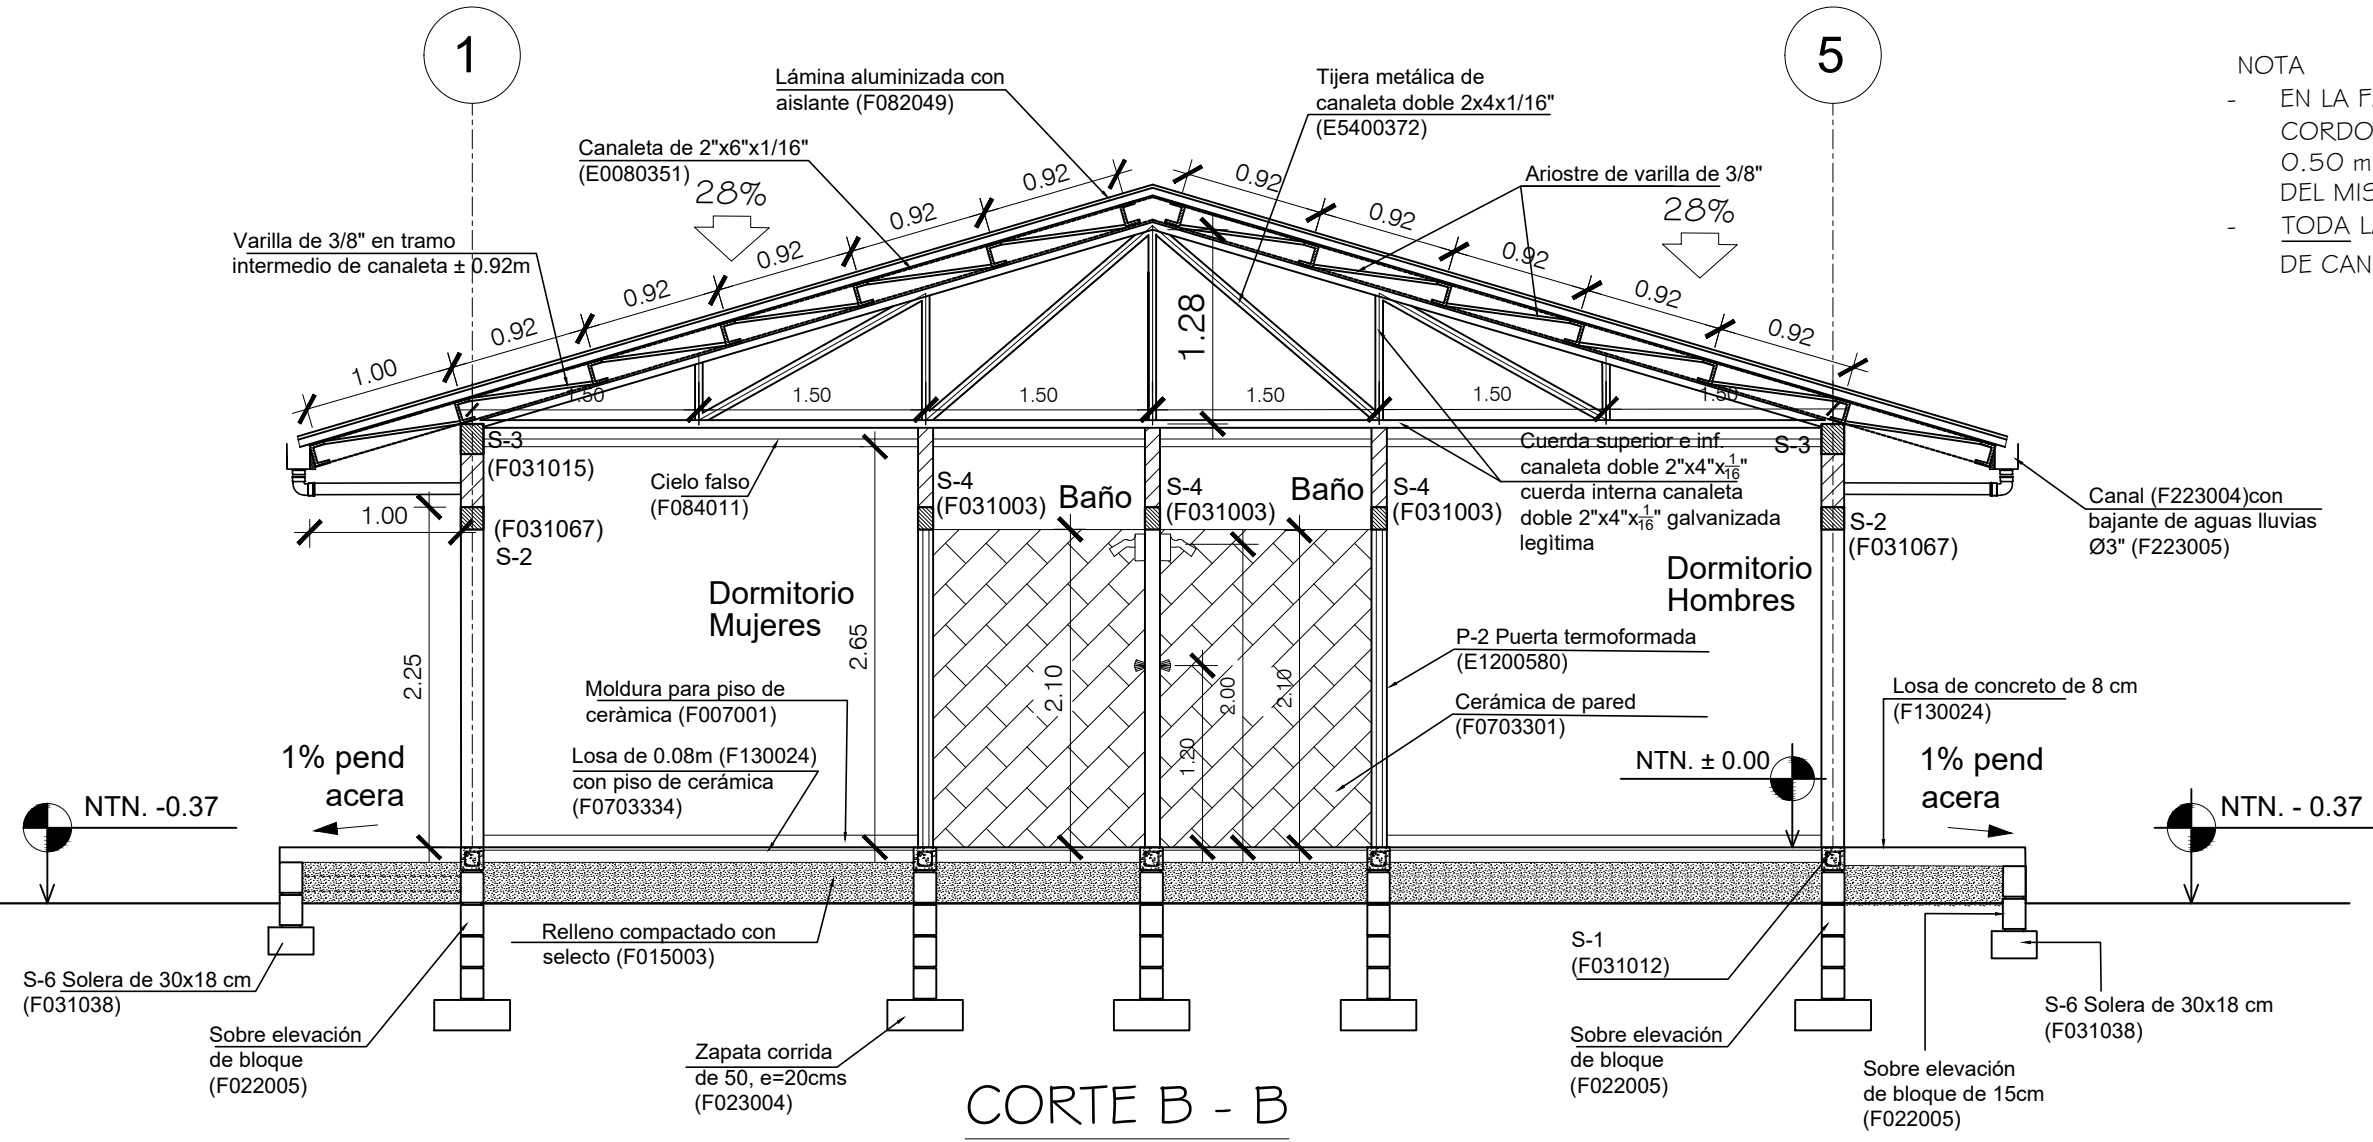 1
5
NOTA
-
CORDO
0.50 m
DEL MIS
- TODA LA
DE CAN
Lámina aluminizada con
aislante (F082049)
Tijera metálica de
canaleta doble 2x4x1/16"
(E5400372)
Canaleta de 2"x6"x1/16"
(E0080351)
28%
Ariostre de varilla de 3/8"
28%
Varilla de 3/8" en tramo
intermedio de canaleta ± 0.92m
1.00
0.92
0.92
0.92
0.92
0.92
0.92
0.92
0.92
0.92
0.92
1.28
1.50
1.50
1.50
1.50
1.50
1.50
S-3
(F031015)
Cielo falso
(F084011)
S-4
(F031003)
Baño
S-4
(F031003)
Baño
S-4
(F031003)
Cuerda superior e inf.
canaleta doble 2"x4"x1/16"
cuerda interna canaleta
doble 2"x4"x1/16" galvanizada
legìtima
S-3
Canal (F223004)con
bajante de aguas lluvias
Ø3" (F223005)
1.00
(F031067)
S-2
S-2
(F031067)
Dormitorio
Mujeres
Dormitorio
Hombres
2.25
2.65
2.10
1.20
2.00
2.10
P-2 Puerta termoformada
(E1200580)
Moldura para piso de
ceràmica (F007001)
Cerámica de pared
(F0703301)
Losa de concreto de 8 cm
(F130024)
Losa de 0.08m (F130024)
con piso de cerámica
(F0703334)
1% pend
acera
NTN. ± 0.00
1% pend
acera
NTN. -0.37
NTN. - 0.37
Relleno compactado con
selecto (F015003)
S-1
(F031012)
S-6 Solera de 30x18 cm
(F031038)
S-6 Solera de 30x18 cm
(F031038)
Sobre elevación
de bloque
(F022005)
Zapata corrida
de 50, e=20cms
(F023004)
Sobre elevación
de bloque
(F022005)
Sobre elevación
de bloque de 15cm
(F022005)
CORTE B - B